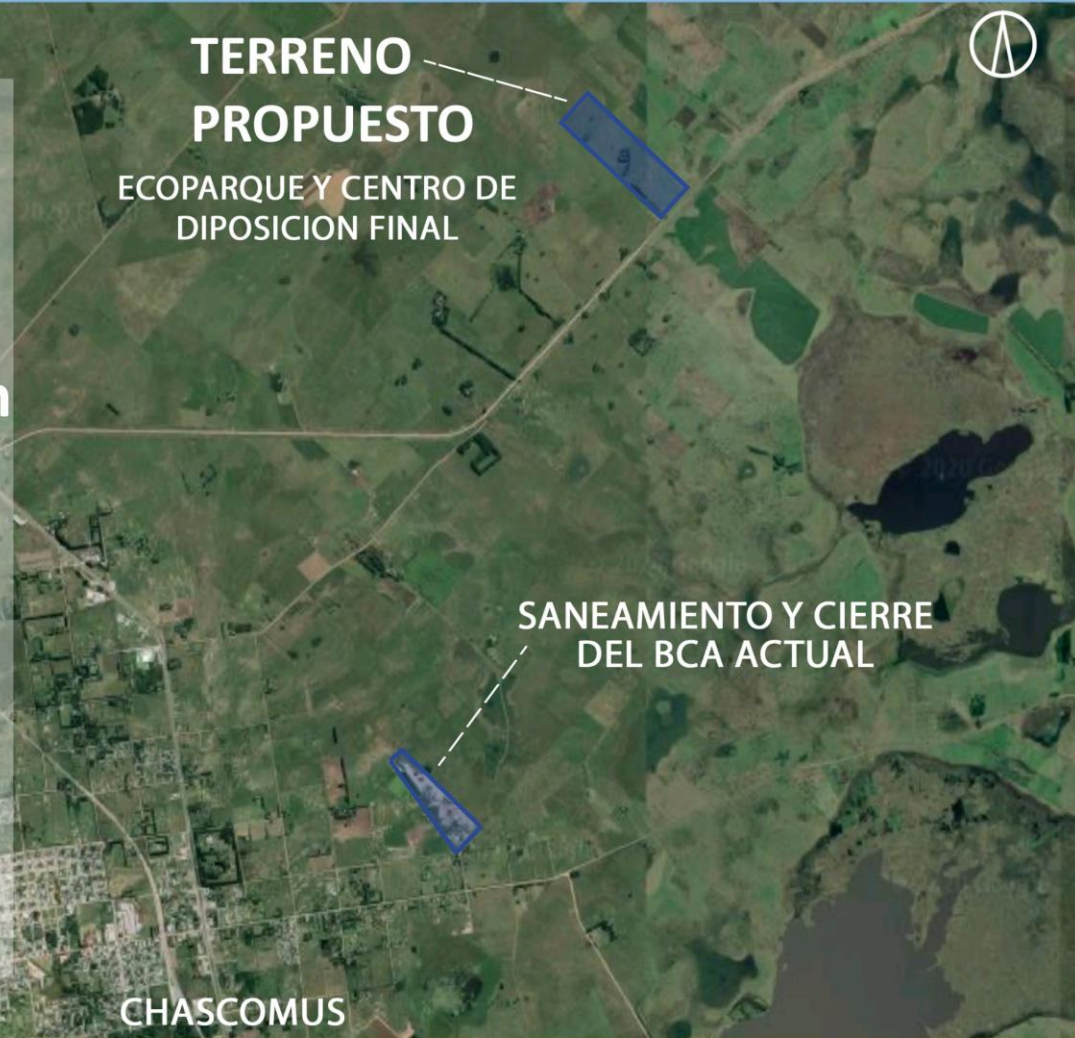 TERRENO
PROPUESTO
ECOPARQUE Y CENTRO DE
DIPOSICION FINAL
n
SANEAMIENTO Y CIERRE
DEL BCA ACTUAL
CHASCOMUS